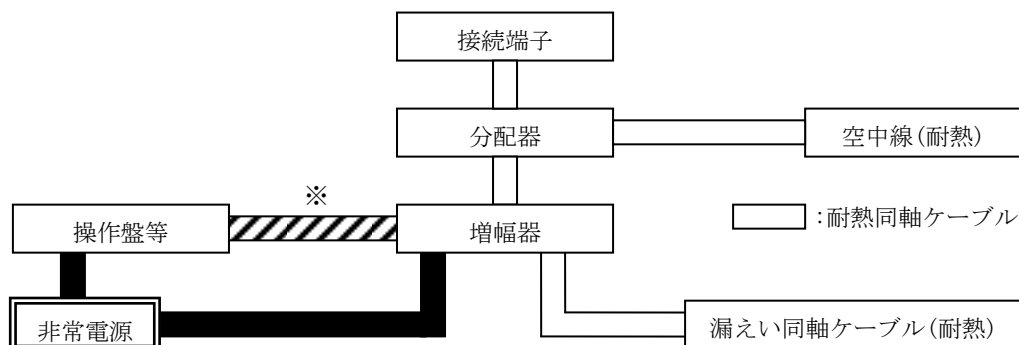 接続端子
分配器
空中線(耐熱)
※
操作盤等
増幅器
:耐熱同軸ケーブル
非常電源
漏えい同軸ケーブル(耐熱)